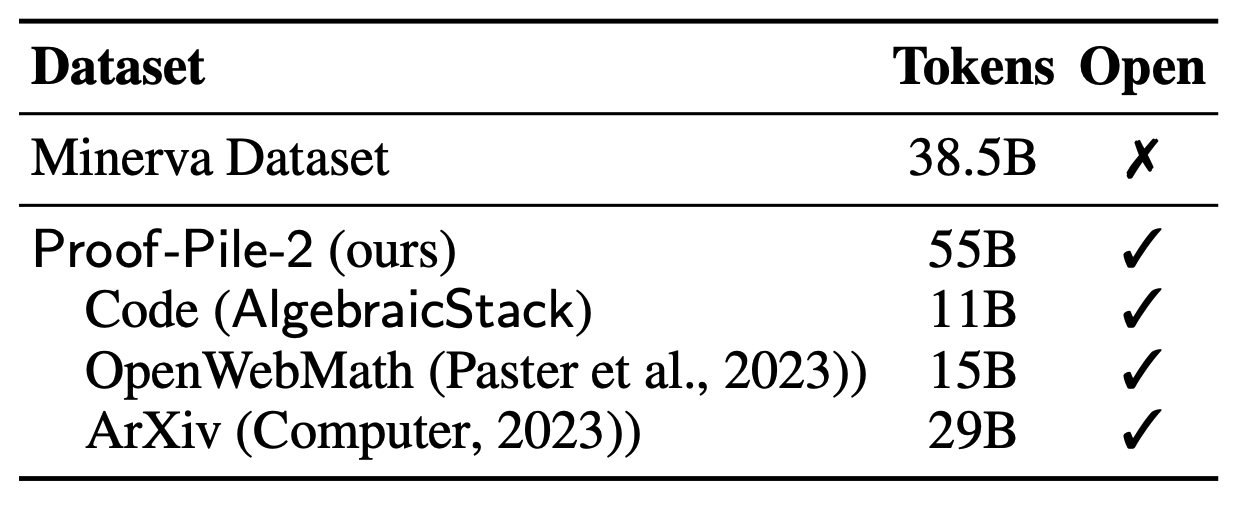 Dataset Tokens Open
Minerva Dataset 38.5B ✗
Proof-Pile-2 (ours) 55B ✓
Code (AlgebraicStack) 11B ✓
OpenWebMath (Paster et al., 2023)) 15B ✓
ArXiv (Computer, 2023)) 29B ✓